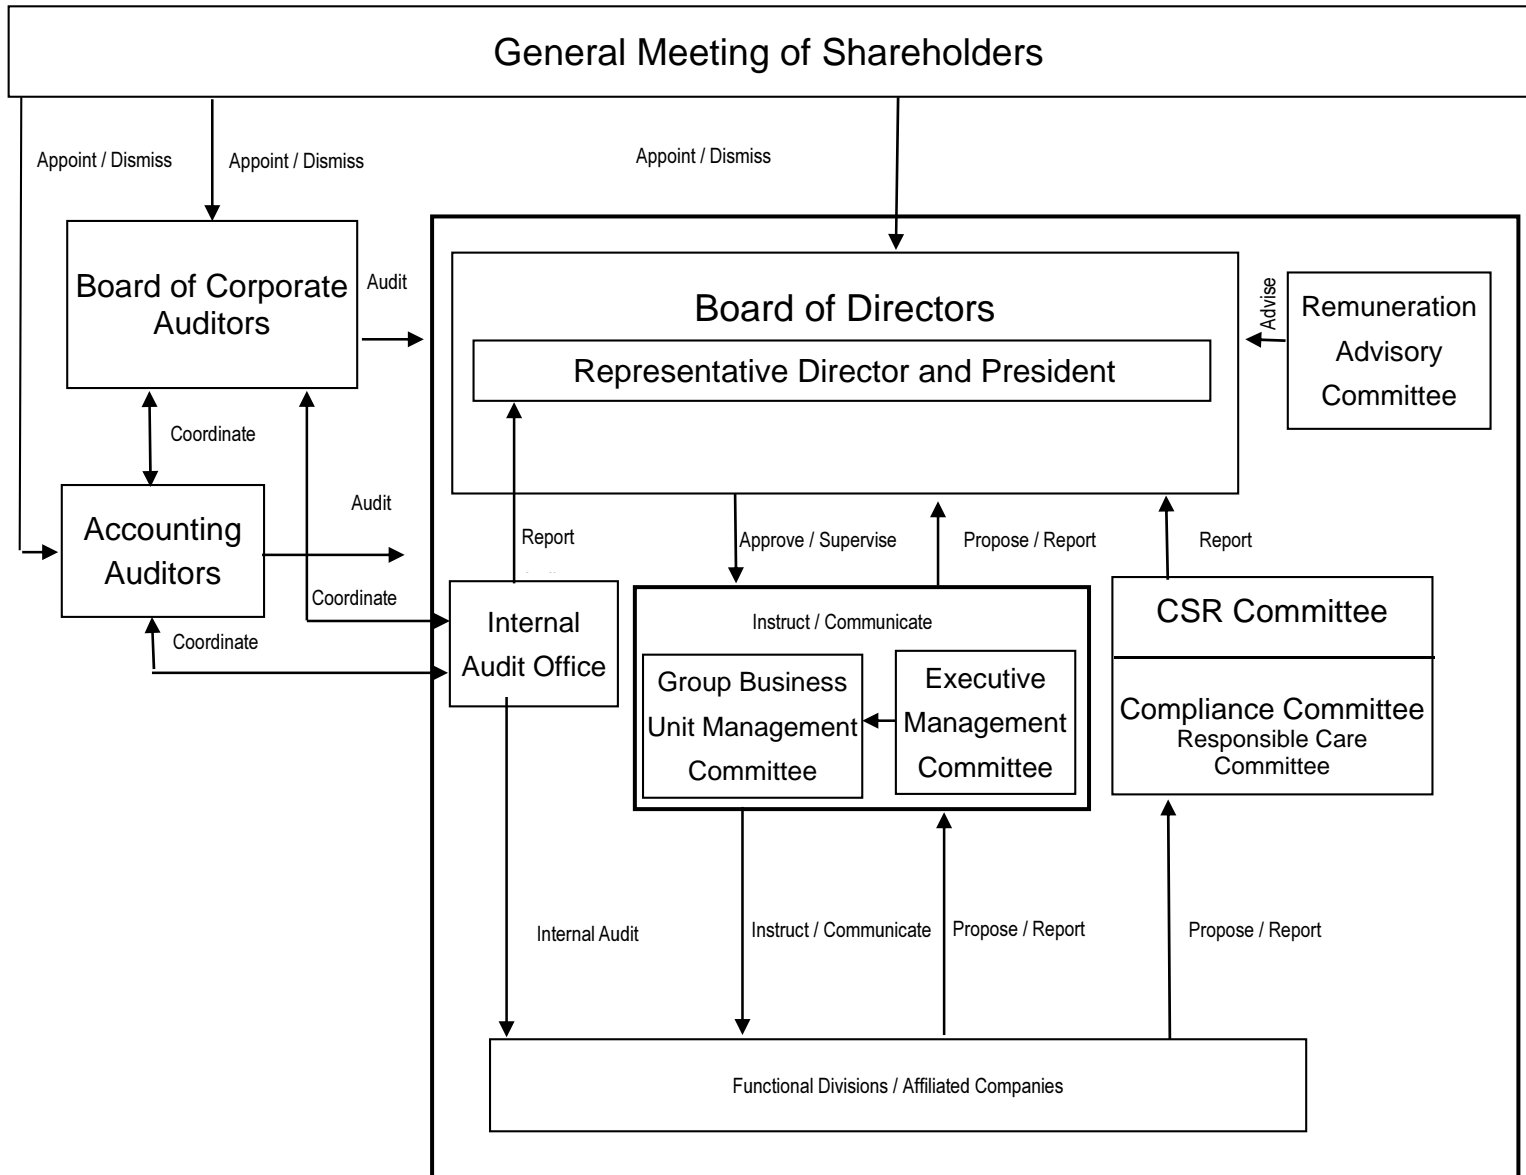 General Meeting of Shareholders
Appoint / Dismiss
Appoint / Dismiss
Appoint / Dismiss
Board of Corporate
Auditors
Audit
Board of Directors
Representative Director and President
Advise
Remuneration
Advisory
Committee
Coordinate
Accounting
Auditors
Audit
Report
Approve / Supervise
Propose / Report
Report
Coordinate
Coordinate
Internal
Audit Office
Instruct / Communicate
Group Business
Unit Management
Committee
Executive
Management
Committee
CSR Committee
Compliance Committee
Responsible Care
Committee
Internal Audit
Instruct / Communicate
Propose / Report
Propose / Report
Functional Divisions / Affiliated Companies